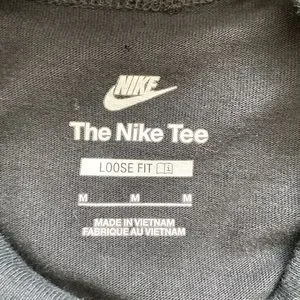 NIKE
The Nike Tee
LOOSE FIT
M M M
MADE IN VIETNAM
FABRIQUÉ AU VIETNAM